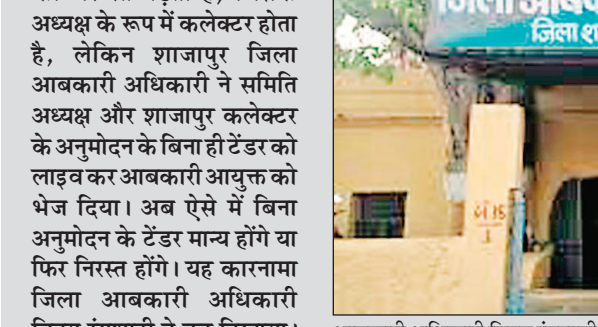 अध्यक्ष के रूप में कलेक्टर होता
है, लेकिन शाजापुर जिला
आबकारी अधिकारी ने समिति
अध्यक्ष और शाजापुर कलेक्टर
के अनुमोदन के बिना ही टेंडर को
लाइव कर आबकारी आयुक्त को
भेज दिया। अब ऐसे में बिना
अनुमोदन के टेंडर मान्य होंगे या
फिर निरस्त होंगे। यह कारनामा
जिला आबकारी अधिकारी
जिला